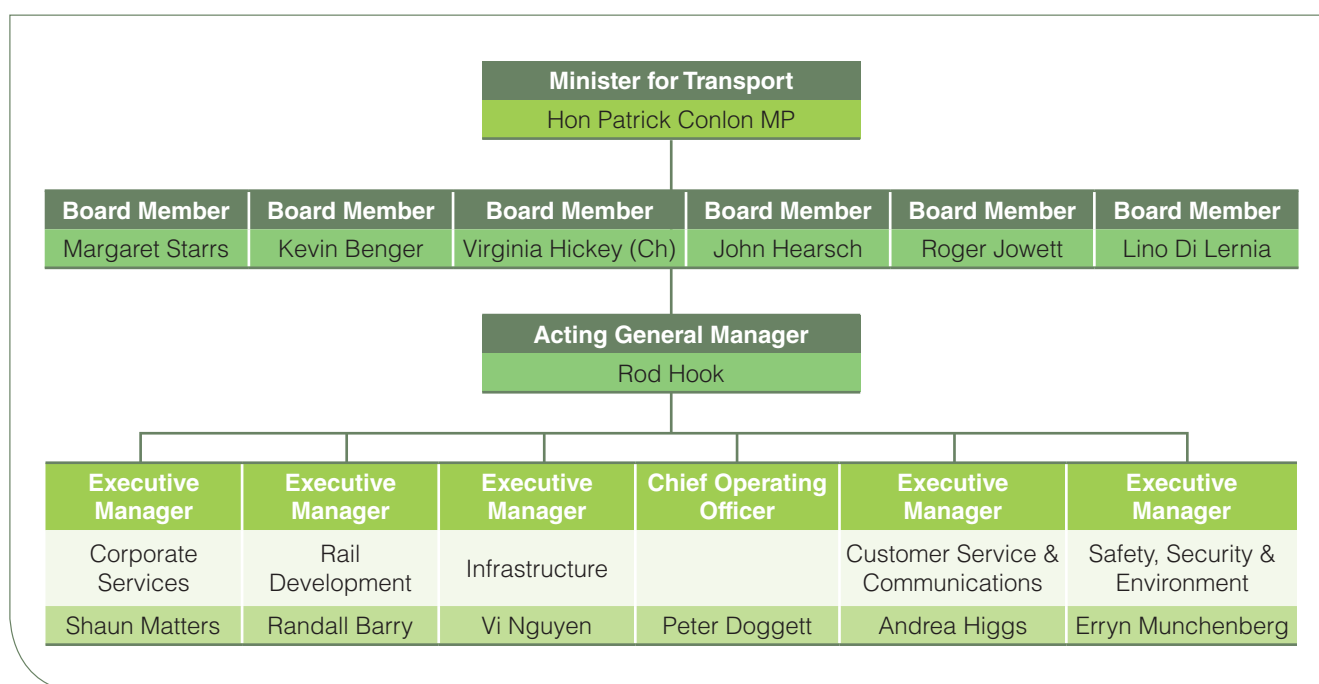 Minister for Transport
Hon Patrick Conlon MP
Board Member Board Member Board Member Board Member Board Member Board Member
Margaret Starrs Kevin Benger Virginia Hickey (Ch) John Hearsch Roger Jowett Lino Di Lernia
Acting General Manager
Rod Hook
Executive Manager
Corporate Services
Shaun Matters
Executive Manager
Rail Development
Randall Barry
Executive Manager
Infrastructure
Vi Nguyen
Chief Operating Officer
Peter Doggett
Executive Manager
Customer Service & Communications
Andrea Higgs
Executive Manager
Safety, Security & Environment
Erryn Munchenberg